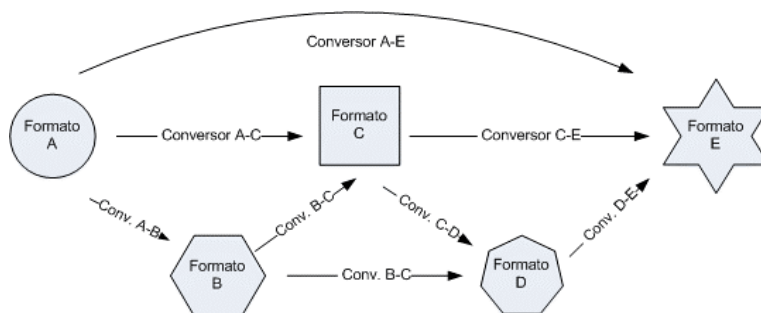 Conversor A-E
Formato
A
Conversor A-C
Formato
C
Conversor C-E
Formato
E
Conv. A-B
Conv. B-C
Conv. C-D
Conv. D-E
Formato
B
Conv. B-C
Formato
D